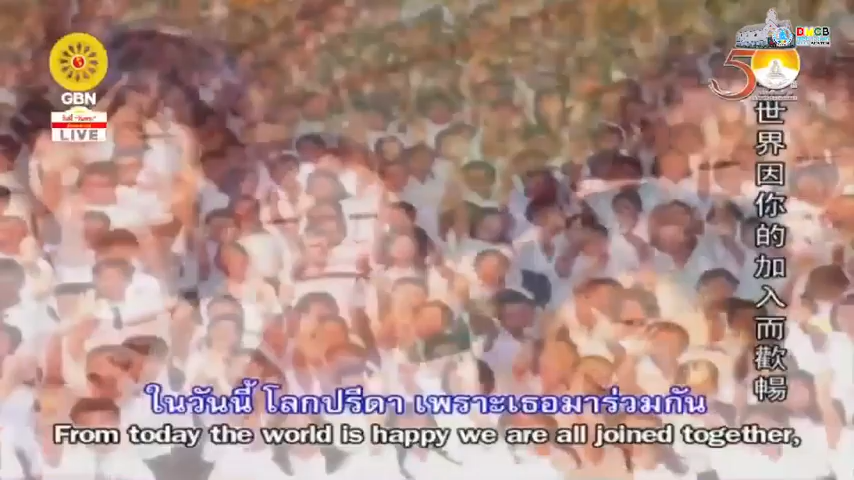 GBN
LIVE
DMCB
50
世界因你的加入而歡暢
ในวันนี้ โลกปรีดา เพราะเธอมาร่วมกัน
From today the world is happy we are all joined together,